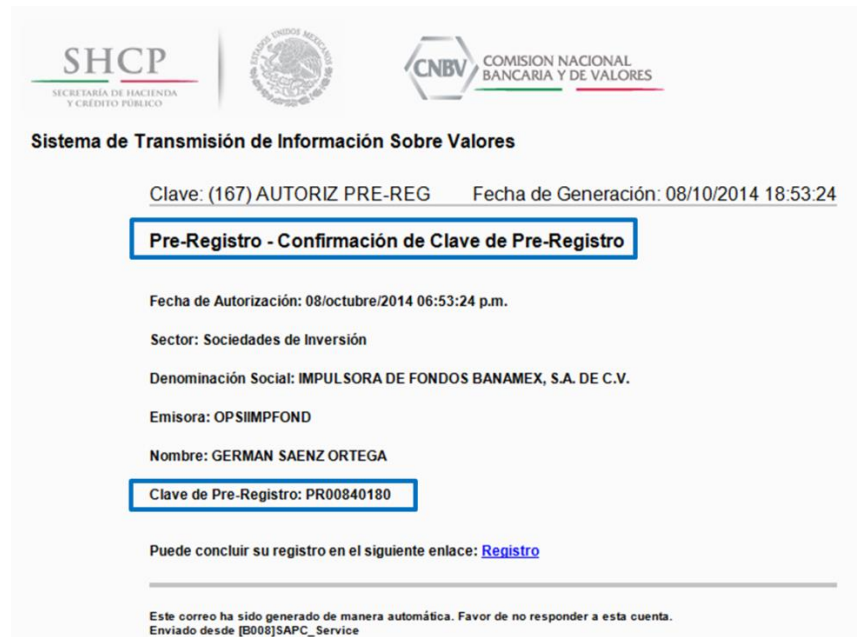 SHCP
SECRETARÍA DE HACIENDA
Y CRÉDITO PÚBLICO
ESTADOS UNIDOS MEXICANOS
CNBV
COMISION NACIONAL
BANCARIA Y DE VALORES
Sistema de Transmisión de Información Sobre Valores
Clave: (167) AUTORIZ PRE-REG Fecha de Generación: 08/10/2014 18:53:24
Pre-Registro - Confirmación de Clave de Pre-Registro
Fecha de Autorización: 08/octubre/2014 06:53:24 p.m.
Sector: Sociedades de Inversión
Denominación Social: IMPULSORA DE FONDOS BANAMEX, S.A. DE C.V.
Emisora: OPSIIMPFOND
Nombre: GERMAN SAENZ ORTEGA
Clave de Pre-Registro: PR00840180
Puede concluir su registro en el siguiente enlace: Registro
Este correo ha sido generado de manera automática. Favor de no responder a esta cuenta.
Enviado desde [B008]SAPC_Service